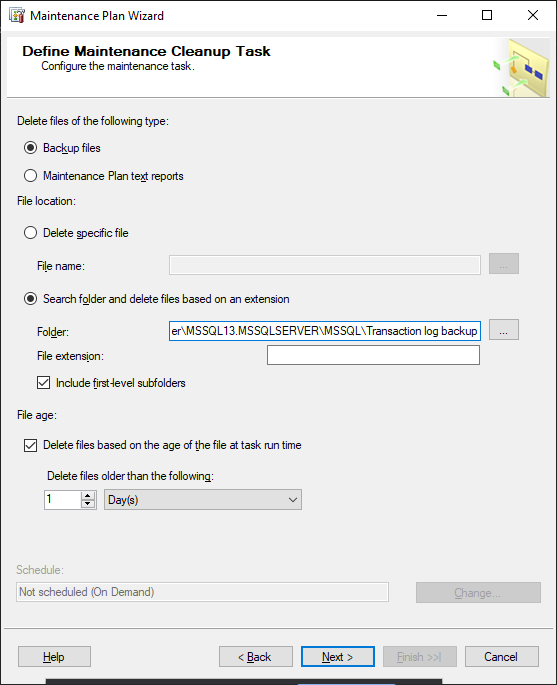 Maintenance Plan Wizard
Define Maintenance Cleanup Task
Configure the maintenance task.
Delete files of the following type:
Backup files
Maintenance Plan text reports
File location:
Delete specific file
File name:
...
Search folder and delete files based on an extension
Folder: er\MSSQL13.MSSQLSERVER\MSSQL\Transaction log backup ...
File extension:
Include first-level subfolders
File age:
Delete files based on the age of the file at task run time
Delete files older than the following:
1 Day(s)
Schedule:
Not scheduled (On Demand) Change...
Help < Back Next > Finish >>| Cancel